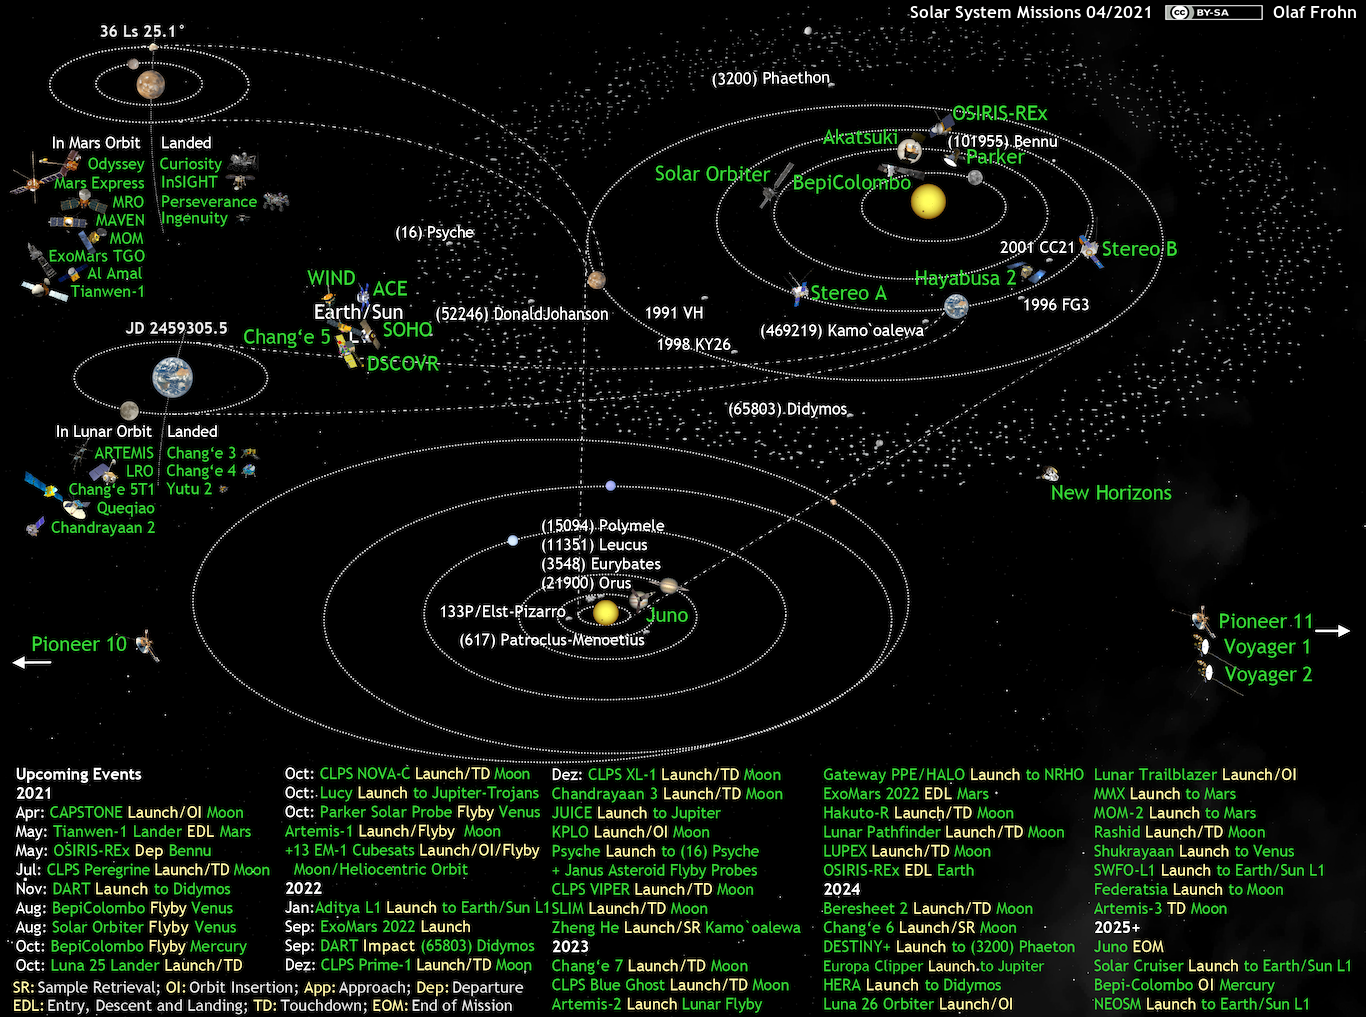 Solar System Missions 04/2021 cc BY-SA Olaf Frohn
36 Ls 25.1°
(3200) Phaethon
OSIRIS-REx
Akatsuki
(101955) Bennu
Parker
Solar Orbiter
BepiColombo
In Mars Orbit
Odyssey
Mars Express
MRO
MAVEN
MOM
ExoMars TGO
Al Amal
Tianwen-1
Landed
Curiosity
InSIGHT
Perseverance
Ingenuity
(16) Psyche
2001 CC21
Stereo B
Hayabusa 2
Stereo A
1996 FG3
WIND
ACE
Earth/Sun
L1
SOHO
Chang‘e 5
DSCOVR
(52246) DonaldJohanson
1991 VH
(469219) Kamo`oalewa
1998 KY26
JD 2459305.5
(65803) Didymos
In Lunar Orbit
ARTEMIS
LRO
Chang‘e 5T1
Queqiao
Chandrayaan 2
Landed
Chang‘e 3
Chang‘e 4
Yutu 2
New Horizons
(15094) Polymele
(11351) Leucus
(3548) Eurybates
(21900) Orus
133P/Elst-Pizarro
Juno
(617) Patroclus-Menoetius
Pioneer 10
Pioneer 11
Voyager 1
Voyager 2
Upcoming Events
2021
Apr: CAPSTONE Launch/OI Moon
May: Tianwen-1 Lander EDL Mars
May: OSIRIS-REx Dep Bennu
Jul: CLPS Peregrine Launch/TD Moon
Nov: DART Launch to Didymos
Aug: BepiColombo Flyby Venus
Aug: Solar Orbiter Flyby Venus
Oct: BepiColombo Flyby Mercury
Oct: Luna 25 Lander Launch/TD
SR: Sample Retrieval; OI: Orbit Insertion; App: Approach; Dep: Departure
EDL: Entry, Descent and Landing; TD: Touchdown; EOM: End of Mission
Oct: CLPS NOVA-C Launch/TD Moon
Oct: Lucy Launch to Jupiter-Trojans
Oct: Parker Solar Probe Flyby Venus
Artemis-1 Launch/Flyby Moon
+13 EM-1 Cubesats Launch/OI/Flyby
Moon/Heliocentric Orbit
2022
Jan: Aditya L1 Launch to Earth/Sun L1
Sep: ExoMars 2022 Launch
Sep: DART Impact (65803) Didymos
Dez: CLPS Prime-1 Launch/TD Moon
Dez: CLPS XL-1 Launch/TD Moon
Chandrayaan 3 Launch/TD Moon
JUICE Launch to Jupiter
KPLO Launch/OI Moon
Psyche Launch to (16) Psyche
+ Janus Asteroid Flyby Probes
CLPS VIPER Launch/TD Moon
SLIM Launch/TD Moon
Zheng He Launch/SR Kamo`oalewa
2023
Chang‘e 7 Launch/TD Moon
CLPS Blue Ghost Launch/TD Moon
Artemis-2 Launch Lunar Flyby
Gateway PPE/HALO Launch to NRHO
ExoMars 2022 EDL Mars
Hakuto-R Launch/TD Moon
Lunar Pathfinder Launch/TD Moon
LUPEX Launch/TD Moon
OSIRIS-REx EDL Earth
2024
Beresheet 2 Launch/TD Moon
Chang‘e 6 Launch/SR Moon
DESTINY+ Launch to (3200) Phaeton
Europa Clipper Launch to Jupiter
HERA Launch to Didymos
Luna 26 Orbiter Launch/OI
Lunar Trailblazer Launch/OI
MMX Launch to Mars
MOM-2 Launch to Mars
Rashid Launch/TD Moon
Shukrayaan Launch to Venus
SWFO-L1 Launch to Earth/Sun L1
Federatsia Launch to Moon
Artemis-3 TD Moon
2025+
Juno EOM
Solar Cruiser Launch to Earth/Sun L1
Bepi-Colombo OI Mercury
NEOSM Launch to Earth/Sun L1